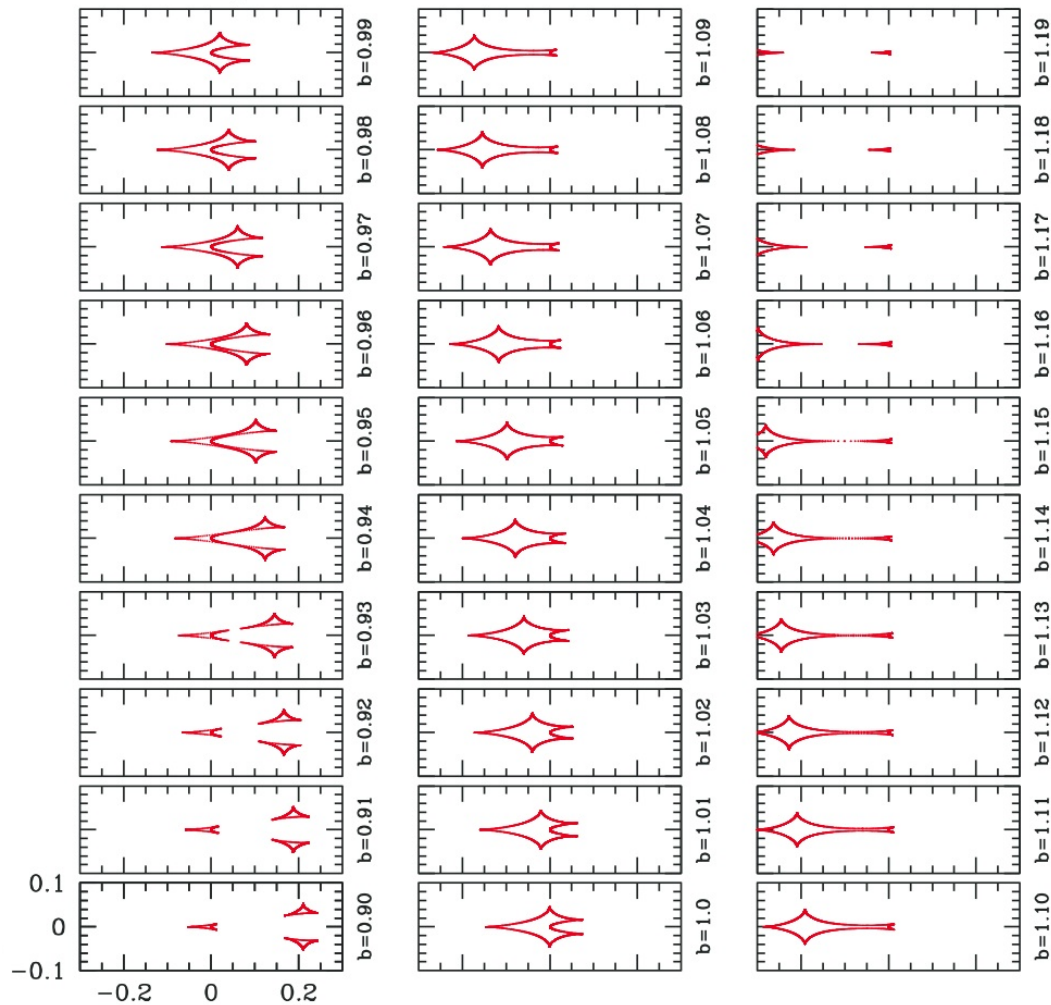 b=0.99
b=1.09
b=1.19
b=0.98
b=1.08
b=1.18
b=0.97
b=1.07
b=1.17
b=0.96
b=1.06
b=1.16
b=0.95
b=1.05
b=1.15
b=0.94
b=1.04
b=1.14
b=0.93
b=1.03
b=1.13
b=0.92
b=1.02
b=1.12
b=0.91
b=1.01
b=1.11
0.1
0
-0.1
b=0.90
b=1.0
b=1.10
-0.2 0 0.2